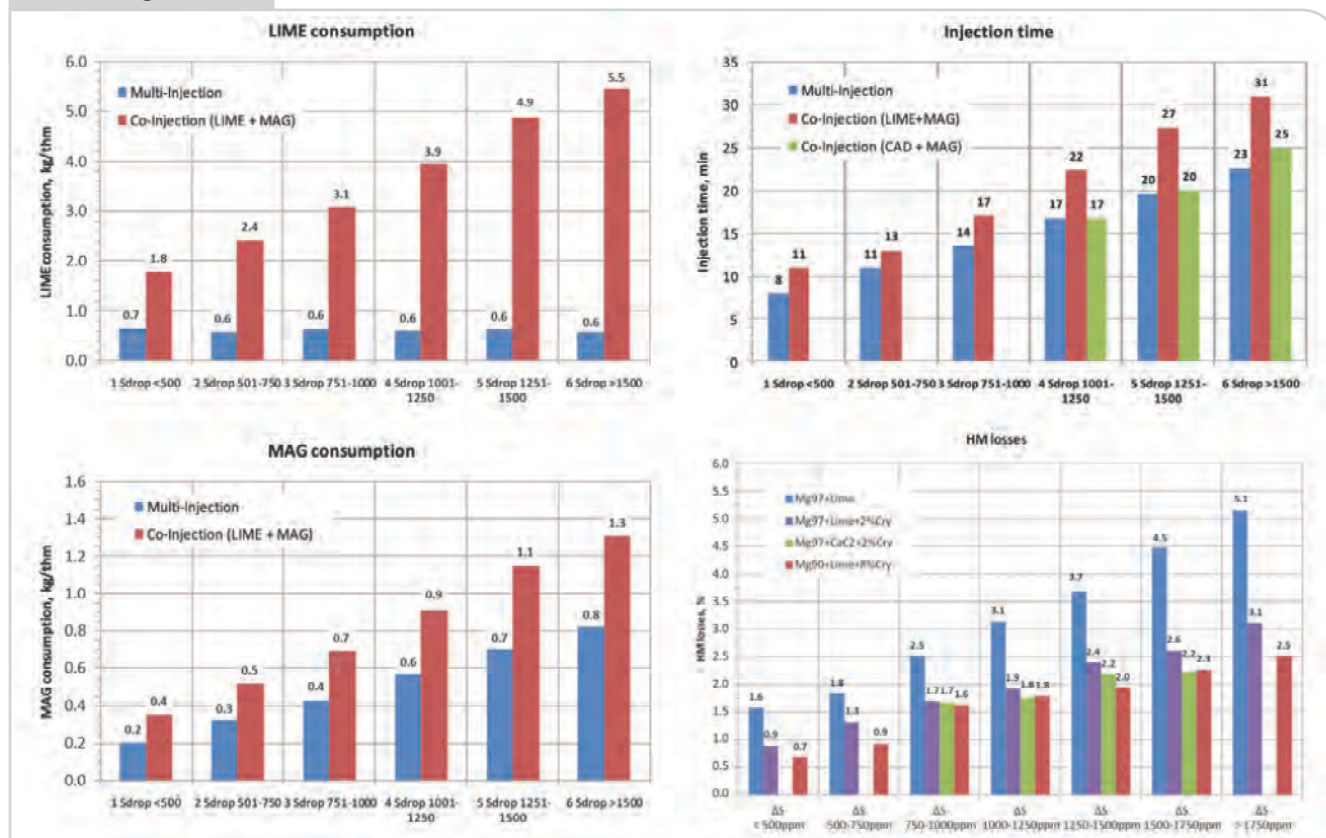 LIME consumption
LIME consumption, kg/thm
6.0
5.0
4.0
3.0
2.0
1.0
0.0
Multi-Injection
Co-Injection (LIME + MAG)
0.7 1.8 0.6 2.4 0.6 3.1 0.6 3.9 0.6 4.9 0.6 5.5
1 Sdrop <500 2 Sdrop 501-750 3 Sdrop 751-1000 4 Sdrop 1001- 5 Sdrop 1251- 6 Sdrop >1500
1250 1500
Injection time
Injection time, min
35
30
25
20
15
10
5
0
Multi-Injection
Co-Injection (LIME+MAG)
Co-Injection (CAD + MAG)
8 11 11 13 14 17 17 22 17 20 27 20 23 31 25
1 Sdrop <500 2 Sdrop 501-750 3 Sdrop 751-1000 4 Sdrop 1001- 5 Sdrop 1251- 6 Sdrop >1500
1250 1500
MAG consumption
MAG consumption, kg/thm
1.6
1.4
1.2
1.0
0.8
0.6
0.4
0.2
0.0
Multi-Injection
Co-Injection (LIME + MAG)
0.2 0.4 0.3 0.5 0.4 0.7 0.6 0.9 0.7 1.1 0.8 1.3
1 Sdrop <500 2 Sdrop 501-750 3 Sdrop 751-1000 4 Sdrop 1001- 5 Sdrop 1251- 6 Sdrop >1500
1250 1500
HM losses
HM losses, %
6.0
5.5
5.0
4.5
4.0
3.5
3.0
2.5
2.0
1.5
1.0
0.5
0.0
Mg97+Lime
Mg97+Lime+2%Cry
Mg97+CaC2+2%Cry
Mg90+Lime+8%Cry
1.6 0.9 0.7 1.8 1.3 0.9 2.5 1.7 1.7 1.6 3.1 1.9 1.8 1.8 3.7 2.4 2.2 2.0 4.5 2.6 2.2 2.3 5.1 3.1 2.5
ΔS ΔS ΔS ΔS ΔS ΔS ΔS
< 500ppm 500-750ppm 750-1000ppm 1000-1250ppm 1250-1500ppm 1500-1750ppm > 1750ppm